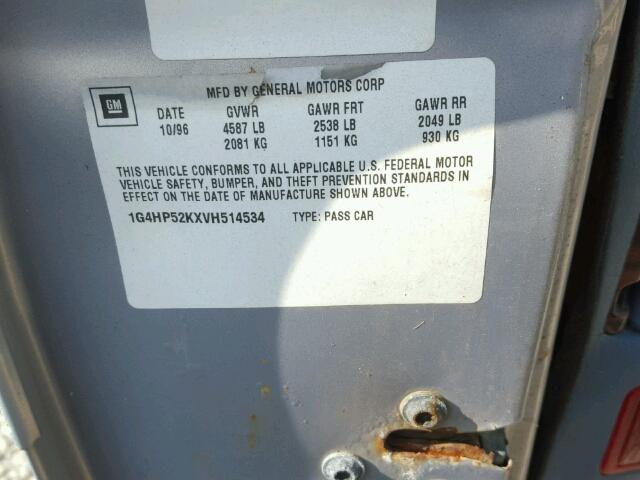 MFD BY GENERAL MOTORS CORP
GM
DATE GVWR GAWR FRT GAWR RR
10/96 4587 LB 2538 LB 2049 LB
2081 KG 1151 KG 930 KG
THIS VEHICLE CONFORMS TO ALL APPLICABLE U.S. FEDERAL MOTOR
VEHICLE SAFETY, BUMPER, AND THEFT PREVENTION STANDARDS IN
EFFECT ON THE DATE OF MANUFACTURE SHOWN ABOVE.
1G4HP52KXVH514534 TYPE: PASS CAR